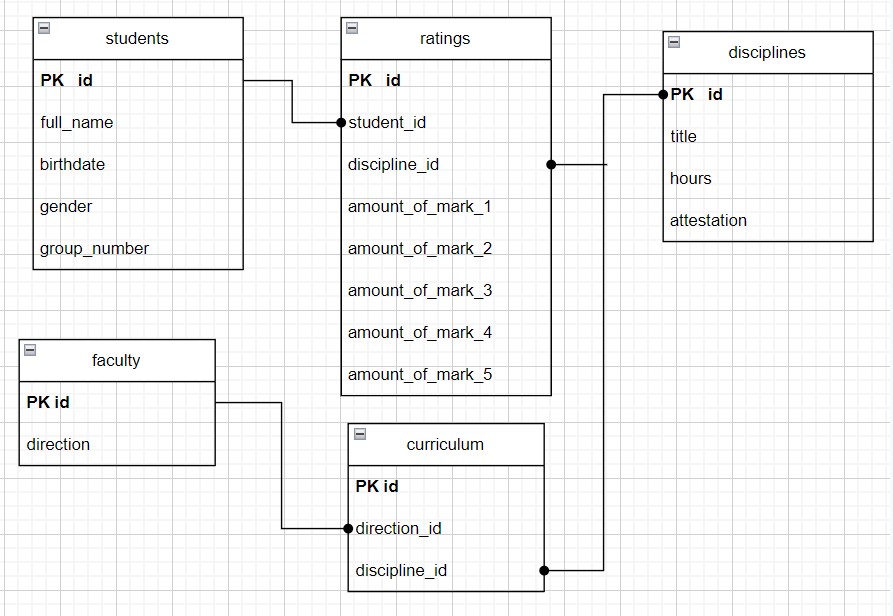 students
PK id
full_name
birthdate
gender
group_number
ratings
PK id
student_id
discipline_id
amount_of_mark_1
amount_of_mark_2
amount_of_mark_3
amount_of_mark_4
amount_of_mark_5
disciplines
PK id
title
hours
attestation
faculty
PK id
direction
curriculum
PK id
direction_id
discipline_id